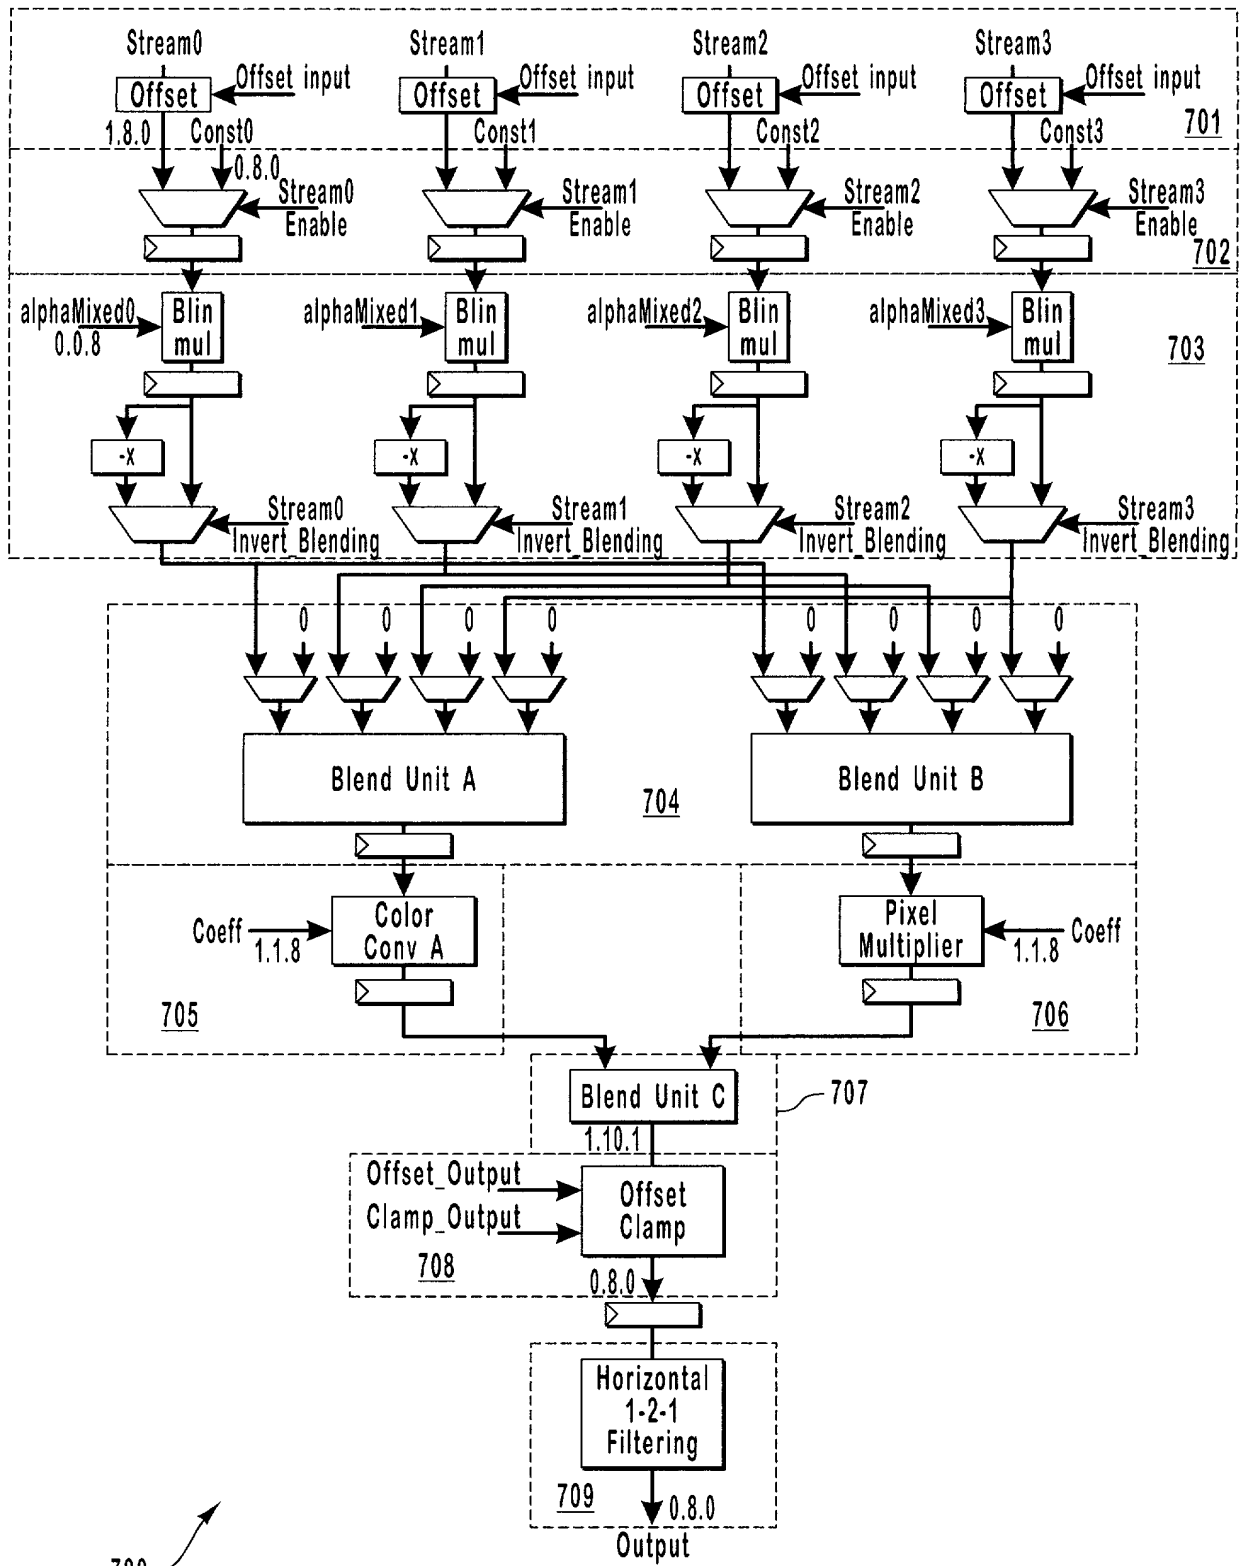 Stream0 Stream1 Stream2 Stream3
Offset input Offset input Offset input Offset input
Offset Offset Offset Offset
1.8.0 Const0 Const1 Const2 Const3 701
0.8.0
Stream0 Stream1 Stream2 Stream3
Enable Enable Enable Enable
702
alphaMixed0 Blin alphaMixed1 Blin alphaMixed2 Blin alphaMixed3 Blin
0.0.8 mul mul mul mul 703
-x -x -x -x
Stream0 Stream1 Stream2 Stream3
Invert_Blending Invert_Blending Invert_Blending Invert_Blending
0 0 0 0 0 0 0 0
Blend Unit A Blend Unit B
704
Color Pixel
Coeff Conv A Multiplier Coeff
1.1.8 1.1.8
705 706
Blend Unit C 707
1.10.1
Offset_Output Offset
Clamp_Output Clamp
708 0.8.0
Horizontal
1-2-1
Filtering
709 0.8.0
Output